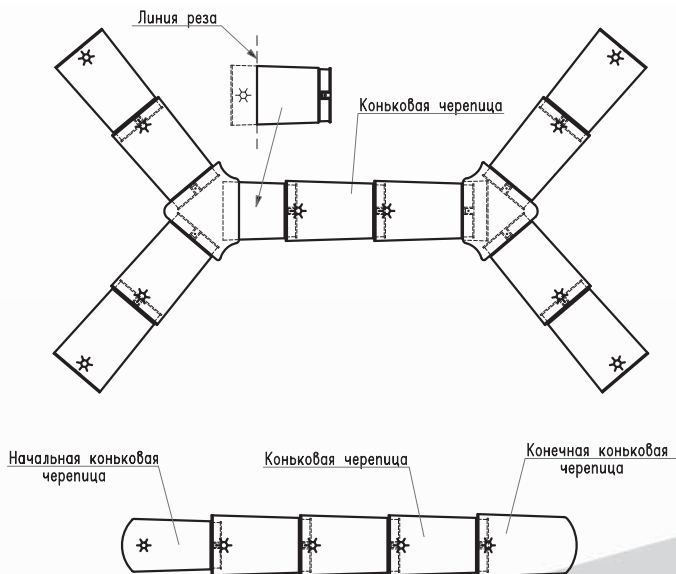 Линия реза
Коньковая черепица
Начальная коньковая
черепица
Коньковая черепица
Конечная коньковая
черепица